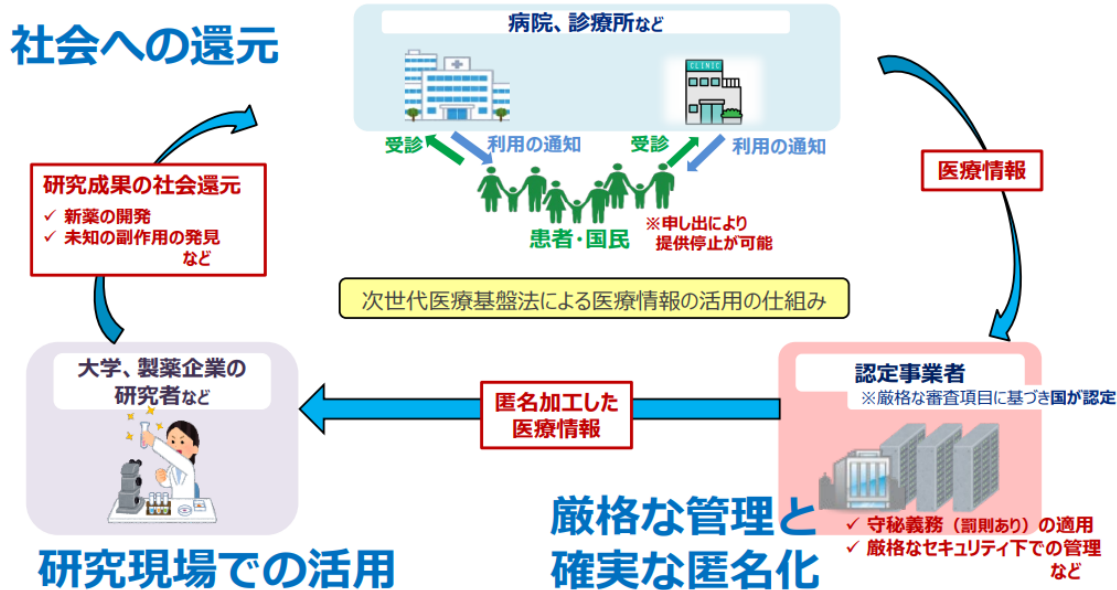 社会への還元
病院、診療所など
CLINIC
受診
利用の通知
受診
利用の通知
医療情報
研究成果の社会還元
✓ 新薬の開発
✓ 未知の副作用の発見
など
患者・国民
※申し出により
提供停止が可能
次世代医療基盤法による医療情報の活用の仕組み
大学、製薬企業の
研究者など
匿名加工した
医療情報
認定事業者
※厳格な審査項目に基づき国が認定
厳格な管理と
確実な匿名化
✓ 守秘義務（罰則あり）の適用
✓ 厳格なセキュリティ下での管理
など
研究現場での活用